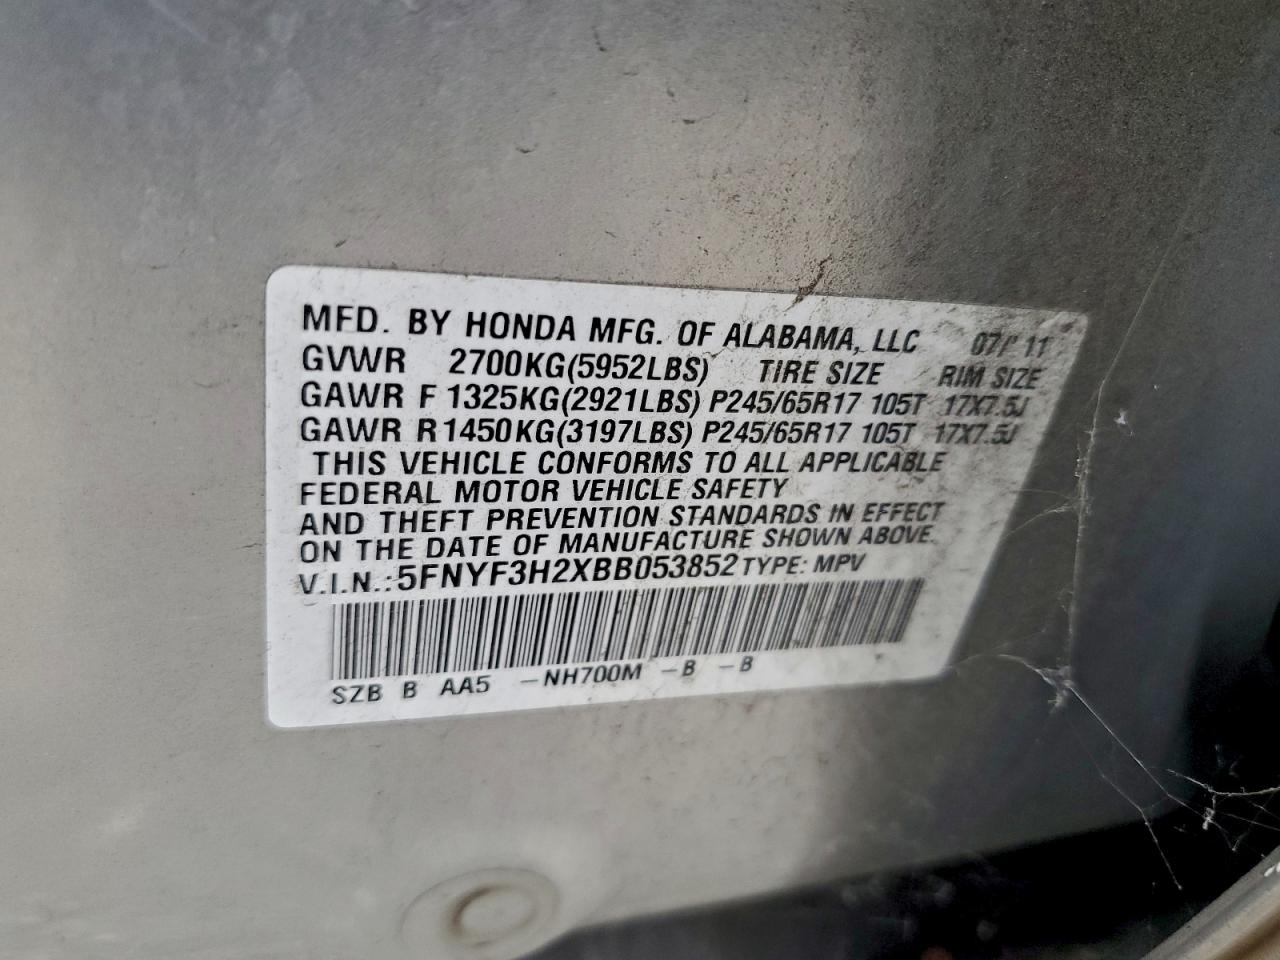 MFD. BY HONDA MFG. OF ALABAMA, LLC 07/'11
GVWR 2700KG(5952LBS) TIRE SIZE RIM SIZE
GAWR F 1325KG(2921LBS) P245/65R17 105T 17X7.5J
GAWR R 1450KG(3197LBS) P245/65R17 105T 17X7.5J
THIS VEHICLE CONFORMS TO ALL APPLICABLE
FEDERAL MOTOR VEHICLE SAFETY
AND THEFT PREVENTION STANDARDS IN EFFECT
ON THE DATE OF MANUFACTURE SHOWN ABOVE.
V.I.N.: 5FNYF3H2XBB053852 TYPE: MPV
SZB B AA5 -NH700M -B -B